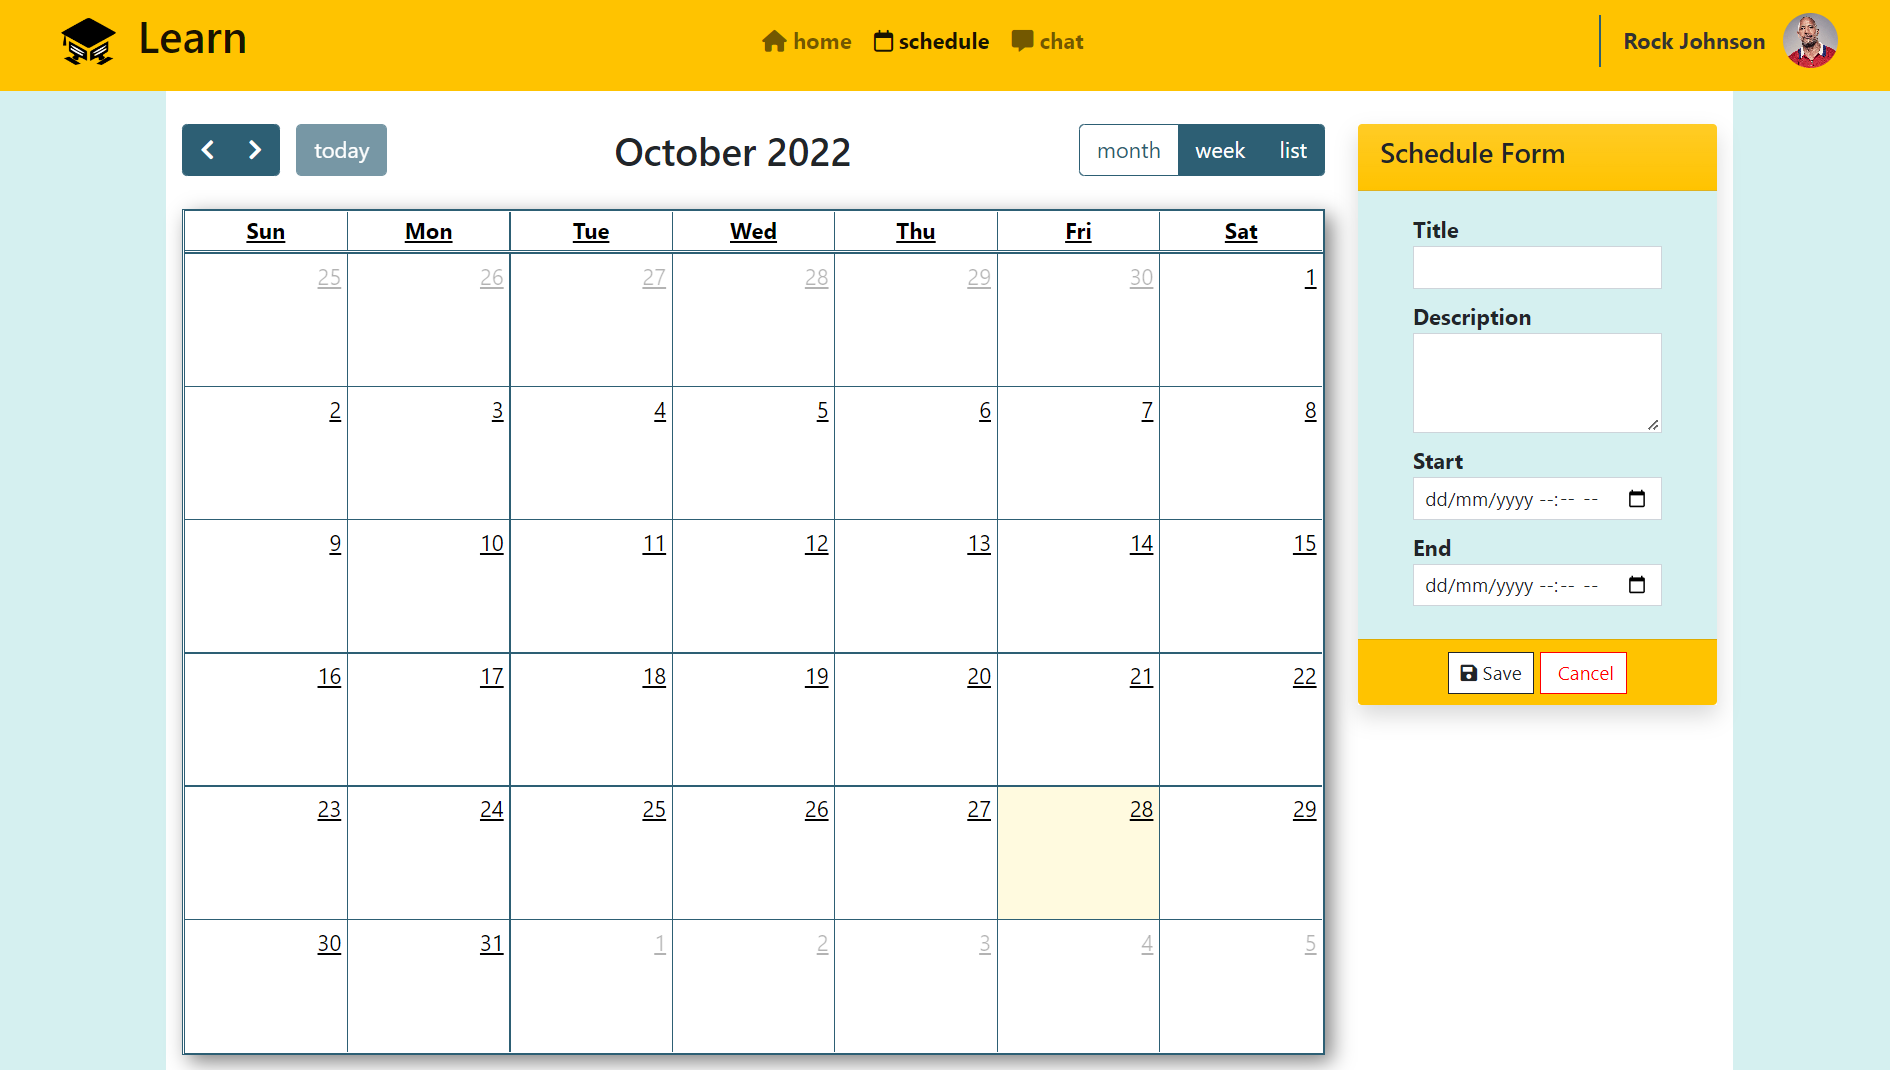 Learn
home schedule chat
Rock Johnson
today
October 2022
month week list
Sun Mon Tue Wed Thu Fri Sat
25 26 27 28 29 30 1
2 3 4 5 6 7 8
9 10 11 12 13 14 15
16 17 18 19 20 21 22
23 24 25 26 27 28 29
30 31 1 2 3 4 5
Schedule Form
Title
Description
Start
dd/mm/yyyy --:-- --
End
dd/mm/yyyy --:-- --
Save Cancel